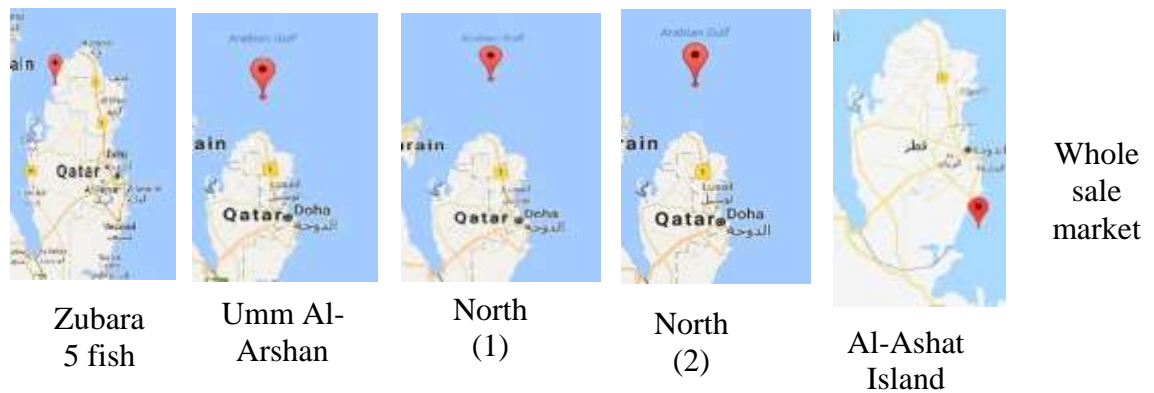 ain
Qatar
Arabian Gulf
ain
Lusail
Qatar
Doha
الدوحة
Arabian Gulf
rain
Qatar
Doha
الدوحة
Arabian Gulf
ain
Lusail
Qatar
Doha
الدوحة
قطر
Zubara
5 fish
Umm Al-
Arshan
North
(1)
North
(2)
Al-Ashat
Island
Whole
sale
market